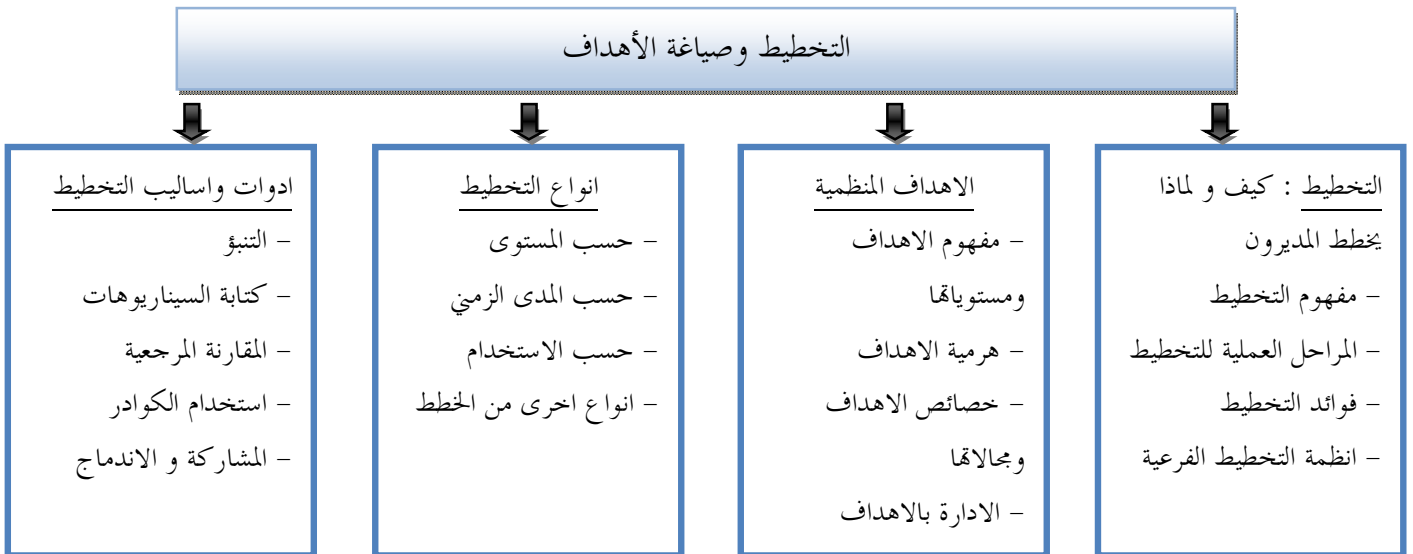 التخطيط وصياغة الأهداف
التخطيط : كيف و لماذا
يخطط المديرون
- مفهوم التخطيط
- المراحل العملية للتخطيط
- فوائد التخطيط
- انظمة التخطيط الفرعية
الاهداف المنظمية
- مفهوم الاهداف
ومستوياتها
- هرمية الاهداف
- خصائص الاهداف
ومجالاتها
- الادارة بالاهداف
انواع التخطيط
- حسب المستوى
- حسب المدى الزمني
- حسب الاستخدام
- انواع اخرى من الخطط
ادوات واساليب التخطيط
- التنبؤ
- كتابة السيناريوهات
- المقارنة المرجعية
- استخدام الكوادر
- المشاركة و الاندماج